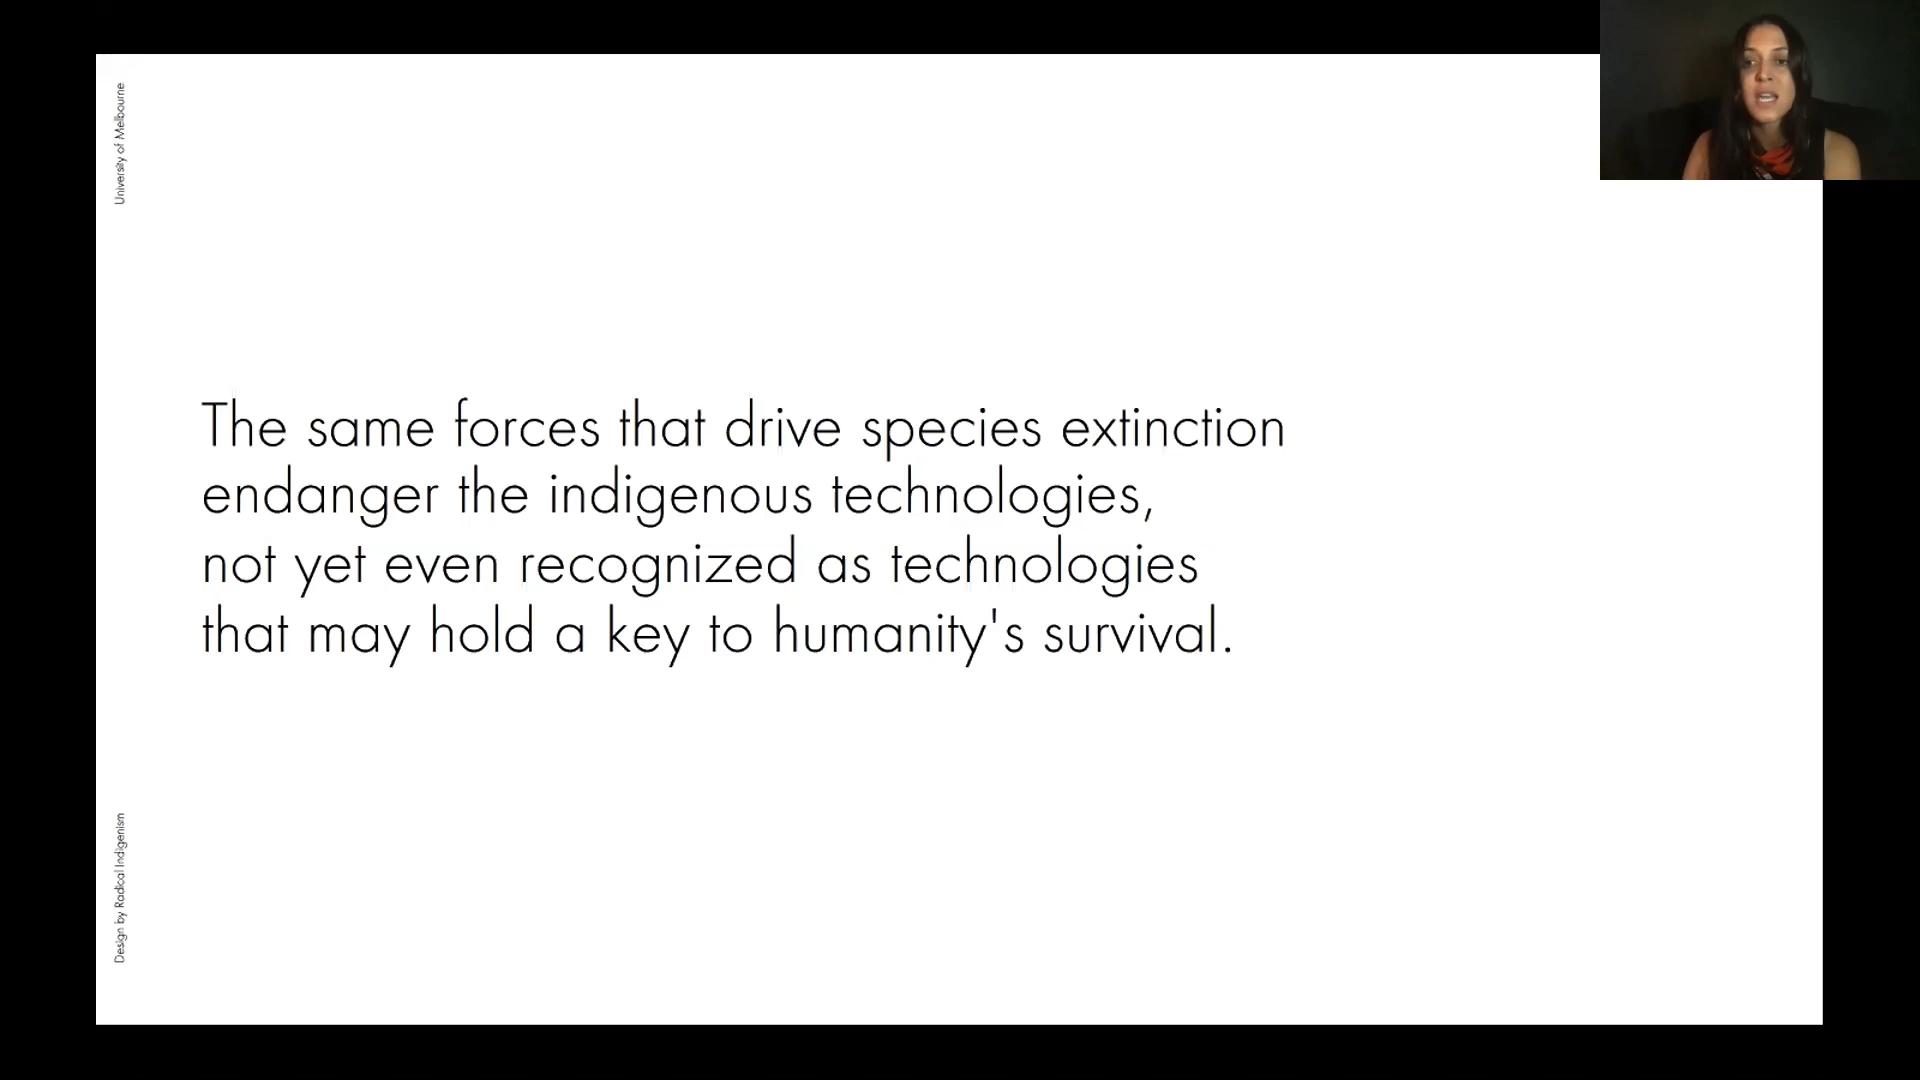 University of Melbourne
The same forces that drive species extinction
endanger the indigenous technologies,
not yet even recognized as technologies
that may hold a key to humanity's survival.
Design by Radical Indigenism